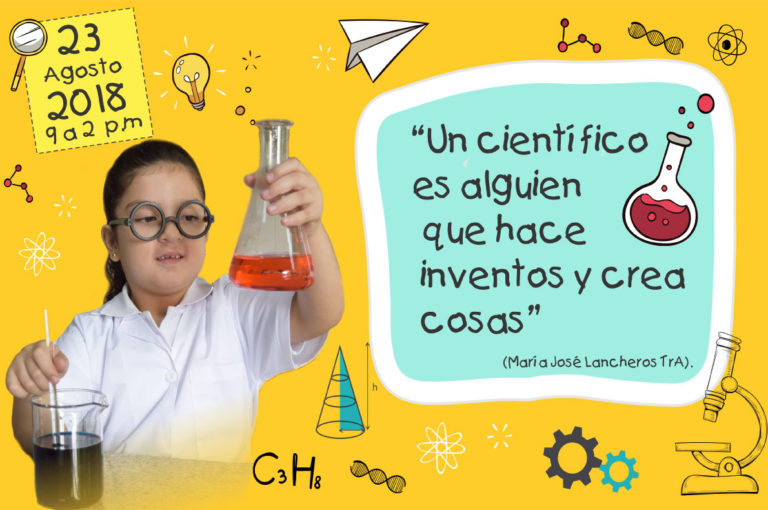 23
Agosto
2018
9 a 2 p.m
“Un científico
es alguien
que hace
inventos y crea
cosas”
(María José Lancheros TrA).
h
C3H8